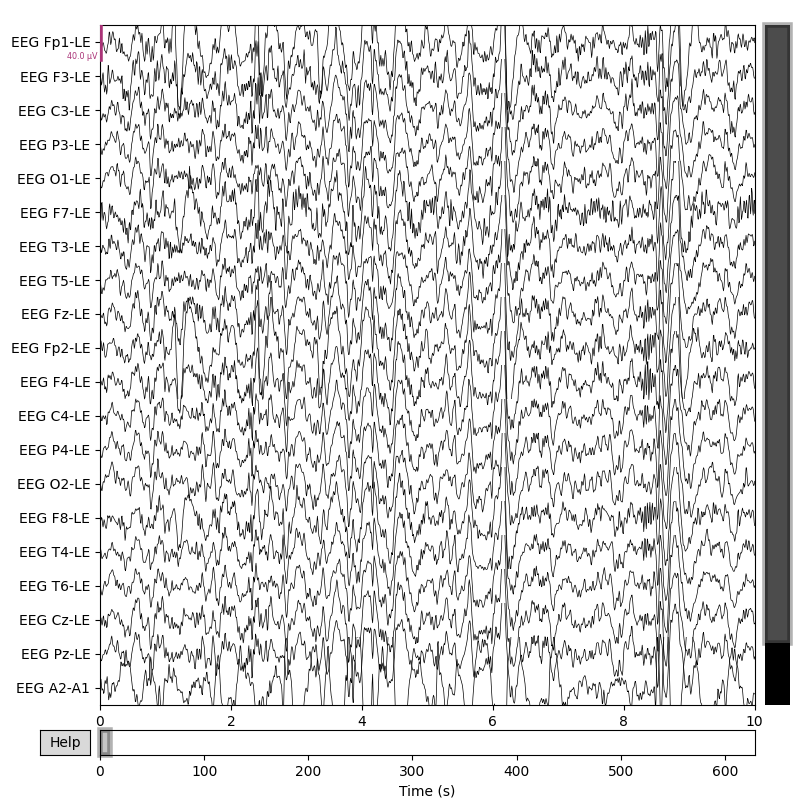 EEG Fp1-LE
40.0 µV
EEG F3-LE
EEG C3-LE
EEG P3-LE
EEG O1-LE
EEG F7-LE
EEG T3-LE
EEG T5-LE
EEG Fz-LE
EEG Fp2-LE
EEG F4-LE
EEG C4-LE
EEG P4-LE
EEG O2-LE
EEG F8-LE
EEG T4-LE
EEG T6-LE
EEG Cz-LE
EEG Pz-LE
EEG A2-A1
0 2 4 6 8 10
Help
0 100 200 300 400 500 600
Time (s)